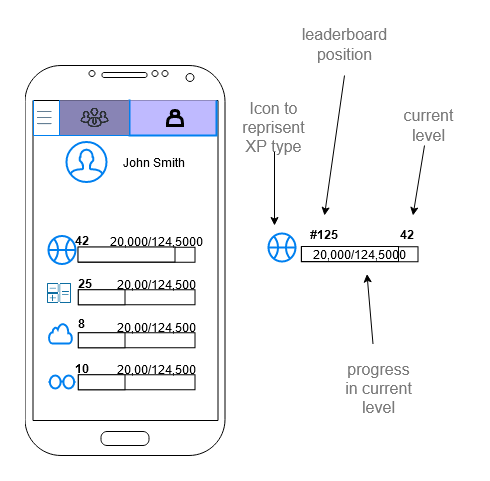 leaderboard
position
Icon to
reprisent
XP type
current
level
John Smith
42 20,000/124,5000
#125 42
20,000/124,5000
25 20,00/124,500
8 20,00/124,500
10 20,00/124,500
progress
in current
level